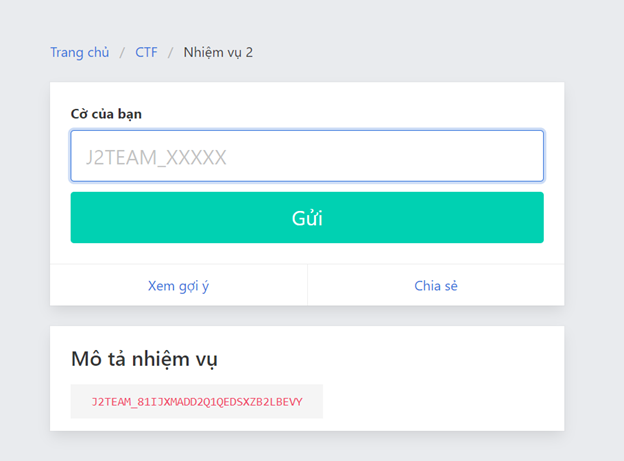 Trang chủ / CTF / Nhiệm vụ 2
Cờ của bạn
J2TEAM_XXXXX
Gửi
Xem gợi ý
Chia sẻ
Mô tả nhiệm vụ
J2TEAM_81IJXMADD2Q1QEDSXZB2LBEVY